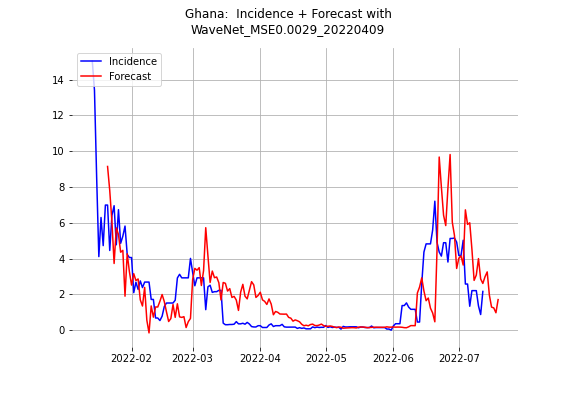 Ghana:  Incidence + Forecast with
WaveNet_MSE0.0029_20220409
Incidence
Forecast
14
12
10
8
6
4
2
0
2022-02 2022-03 2022-04 2022-05 2022-06 2022-07